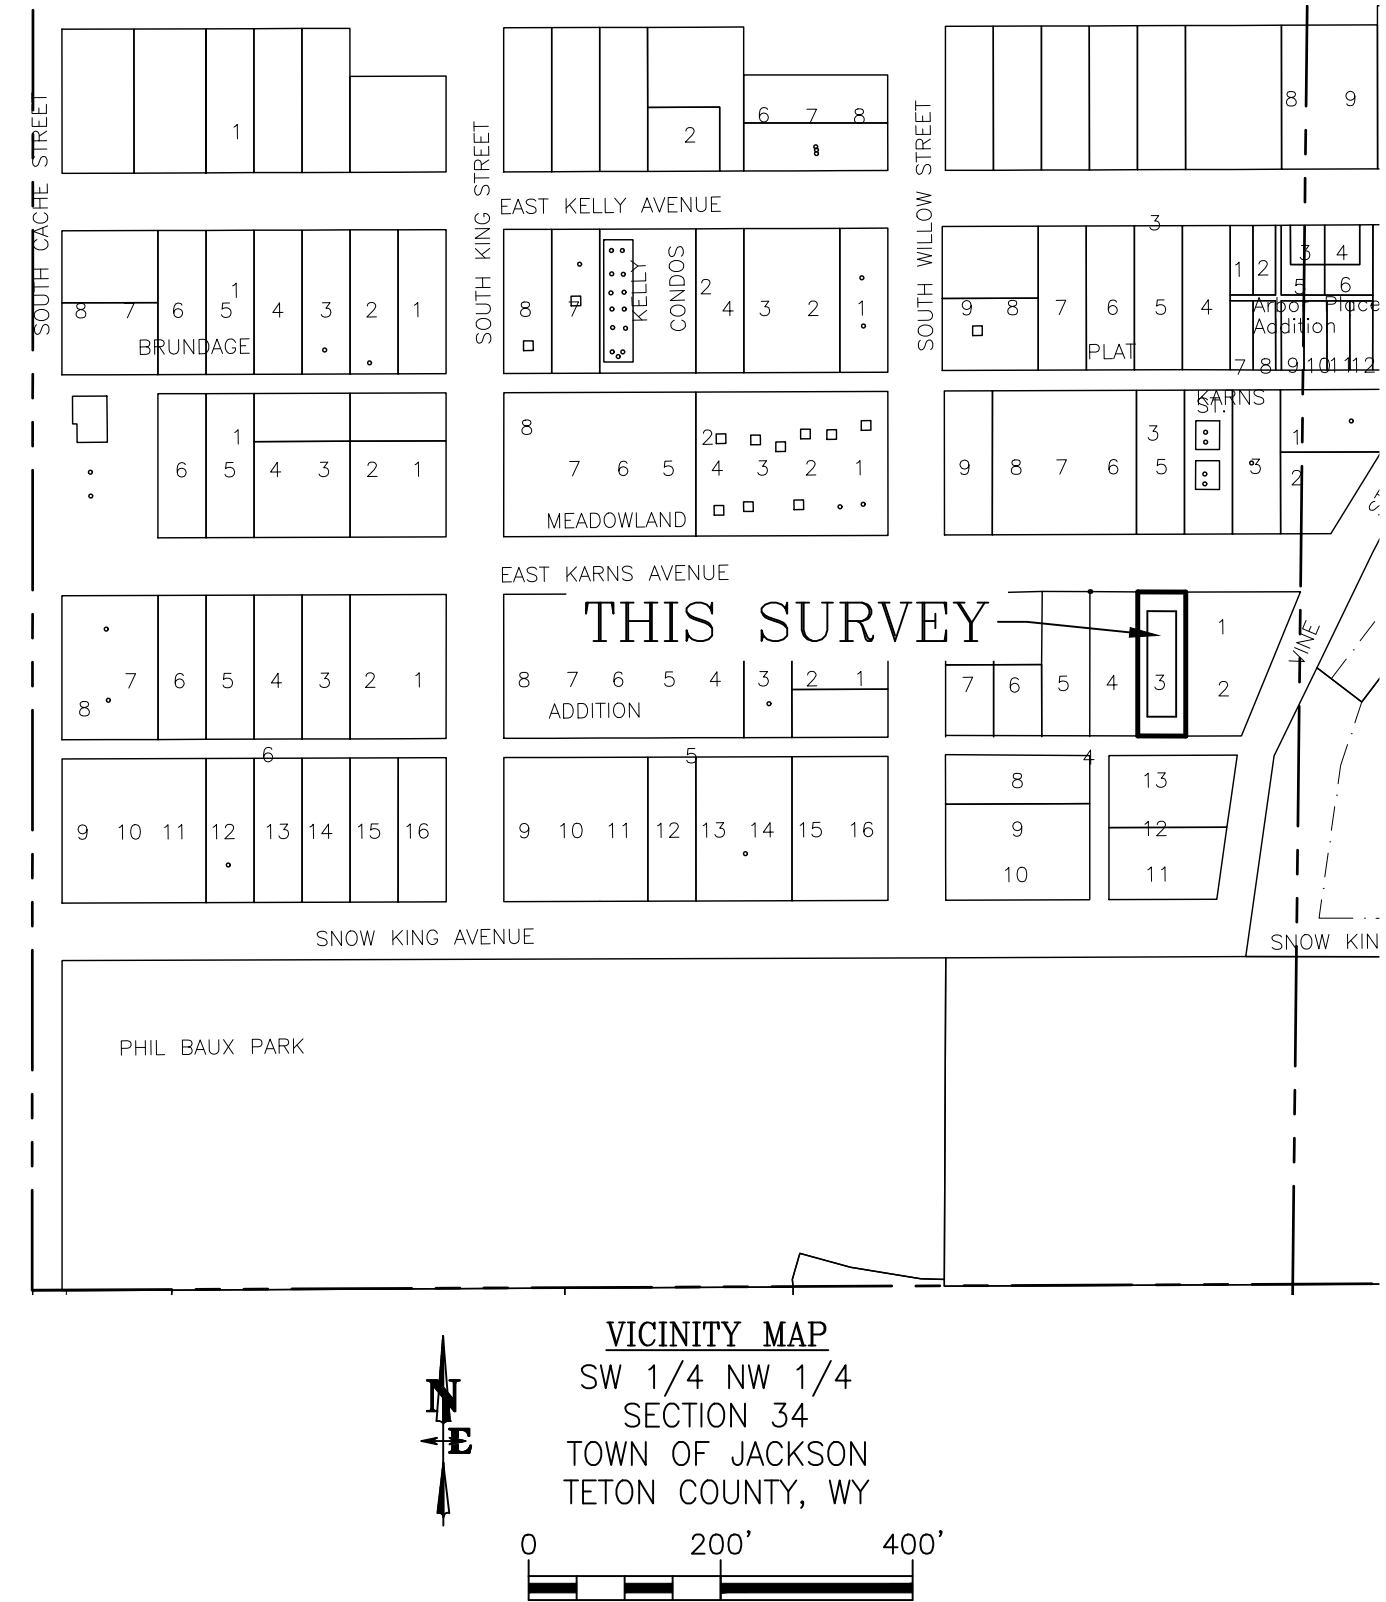 8 9
1
2
6 7 8
SOUTH CACHE STREET
SOUTH KING STREET
SOUTH WILLOW STREET
EAST KELLY AVENUE
3
1 2 3 4
5 6
1
8 7 6 5 4 3 2 1
BRUNDAGE
8 7
KELLY
CONDOS
2
4 3 2 1
9 8 7 6 5 4
PLAT
Arbor Place
Addition
7 8 9 10 11 12
KARNS
ST.
1
6 5 4 3 2 1
8
2
7 6 5 4 3 2 1
MEADOWLAND
3
9 8 7 6 5 3
1
2
EAST KARNS AVENUE
THIS SURVEY
VINE
8 7 6 5 4 3 2 1
8 7 6 5 4 3 2 1
ADDITION
7 6 5 4 3 2
1
6
5
4
9 10 11 12 13 14 15 16
9 10 11 12 13 14 15 16
8
9
10
13
12
11
SNOW KING AVENUE
SNOW KIN
PHIL BAUX PARK
VICINITY MAP
SW 1/4 NW 1/4
SECTION 34
TOWN OF JACKSON
TETON COUNTY, WY
N
E
0 200' 400'